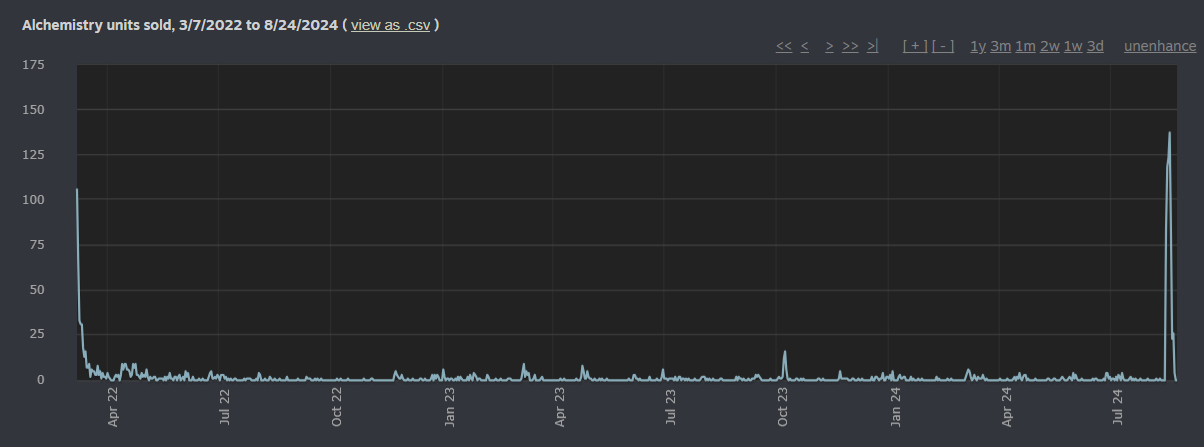 Alchemistry units sold, 3/7/2022 to 8/24/2024 ( view as .csv )
<< < > >> >| [ + ] [ - ] 1y 3m 1m 2w 1w 3d unenhance
175
150
125
100
75
50
25
0
Apr 22 Jul 22 Oct 22 Jan 23 Apr 23 Jul 23 Oct 23 Jan 24 Apr 24 Jul 24